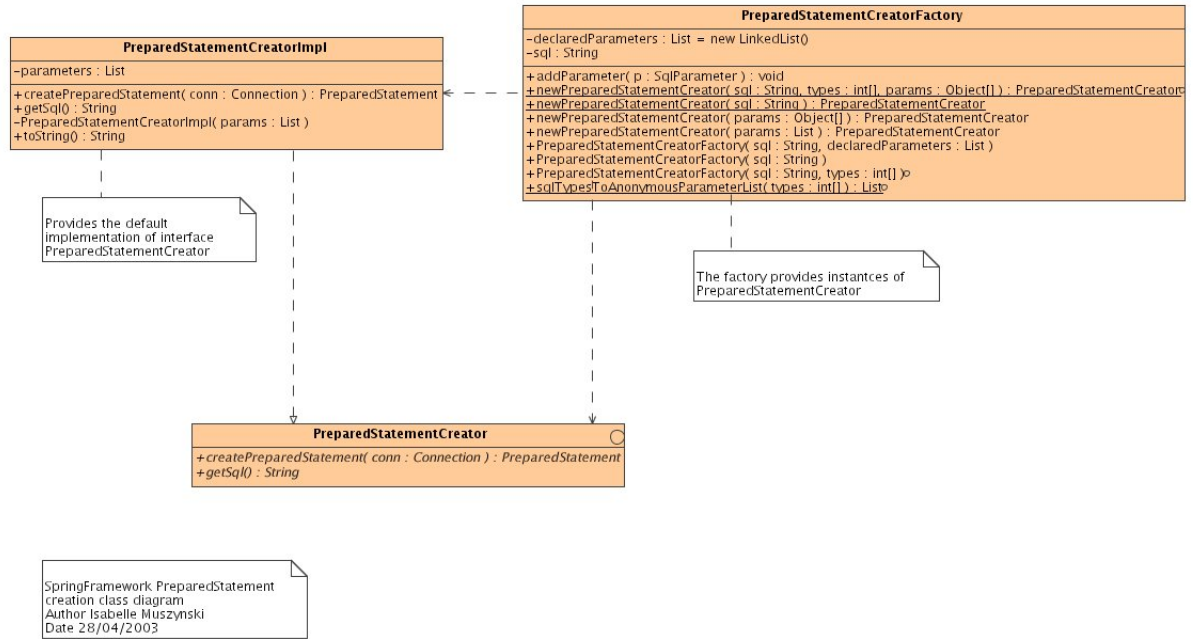 PreparedStatementCreatorImpl
-parameters : List
+createPreparedStatement( conn : Connection ) : PreparedStatement
+getSql() : String
-PreparedStatementCreatorImpl( params : List )
+toString() : String
Provides the default
implementation of interface
PreparedStatementCreator
PreparedStatementCreatorFactory
-declaredParameters : List = new LinkedList()
-sql : String
+addParameter( p : SqlParameter ) : void
+newPreparedStatementCreator( sql : String, types : int[], params : Object[] ) : PreparedStatementCreator
+newPreparedStatementCreator( sql : String ) : PreparedStatementCreator
+newPreparedStatementCreator( params : Object[] ) : PreparedStatementCreator
+newPreparedStatementCreator( params : List ) : PreparedStatementCreator
+PreparedStatementCreatorFactory( sql : String, declaredParameters : List )
+PreparedStatementCreatorFactory( sql : String )
+PreparedStatementCreatorFactory( sql : String, types : int[] )
+sqlTypesToAnonymousParameterList( types : int[] ) : List
The factory provides instantces of
PreparedStatementCreator
PreparedStatementCreator
+createPreparedStatement( conn : Connection ) : PreparedStatement
+getSql() : String
SpringFramework PreparedStatement
creation class diagram
Author Isabelle Muszynski
Date 28/04/2003